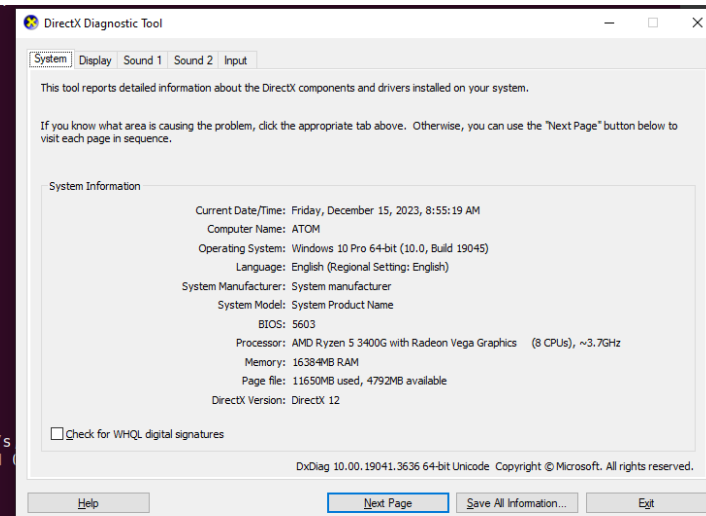 DirectX Diagnostic Tool
System Display Sound 1 Sound 2 Input
This tool reports detailed information about the DirectX components and drivers installed on your system.
If you know what area is causing the problem, click the appropriate tab above. Otherwise, you can use the "Next Page" button below to
visit each page in sequence.
System Information
Current Date/Time: Friday, December 15, 2023, 8:55:19 AM
Computer Name: ATOM
Operating System: Windows 10 Pro 64-bit (10.0, Build 19045)
Language: English (Regional Setting: English)
System Manufacturer: System manufacturer
System Model: System Product Name
BIOS: 5603
Processor: AMD Ryzen 5 3400G with Radeon Vega Graphics (8 CPUs), ~3.7GHz
Memory: 16384MB RAM
Page file: 11650MB used, 4792MB available
DirectX Version: DirectX 12
Check for WHQL digital signatures
DxDiag 10.00.19041.3636 64-bit Unicode Copyright © Microsoft. All rights reserved.
Help Next Page Save All Information... Exit